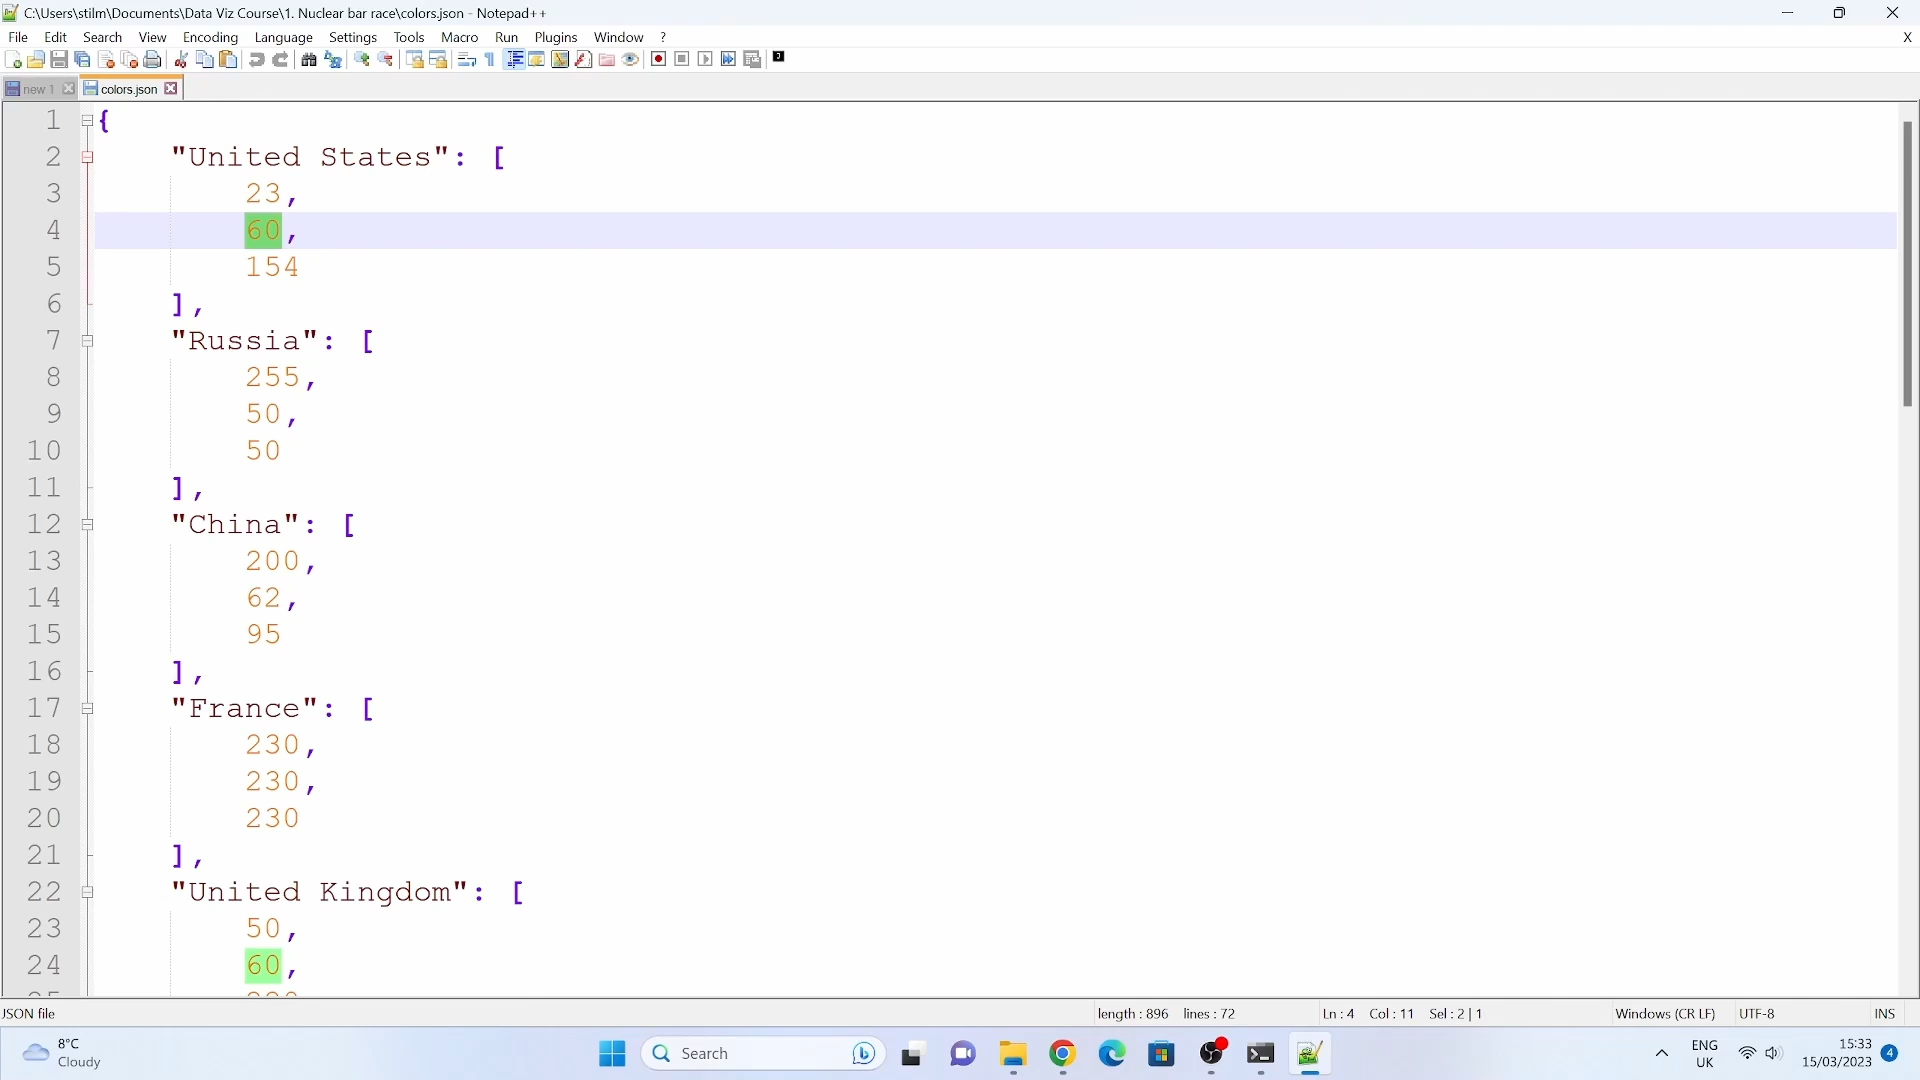 C:\Users\stilm\Documents\Data Viz Course\1. Nuclear bar race\colors.json - Notepad++
File Edit Search View Encoding Language Settings Tools Macro Run Plugins Window ? X
new 1 colors.json
1 {
2 "United States": [
3 23,
4 60,
5 154
6 ],
7 "Russia": [
8 255,
9 50,
10 50
11 ],
12 "China": [
13 200,
14 62,
15 95
16 ],
17 "France": [
18 230,
19 230,
20 230
21 ],
22 "United Kingdom": [
23 50,
24 60,
JSON file length : 896 lines : 72 Ln : 4 Col : 11 Sel : 2 | 1 Windows (CR LF) UTF-8 INS
8°C
Cloudy
Search
ENG
UK
15:33
15/03/2023
4